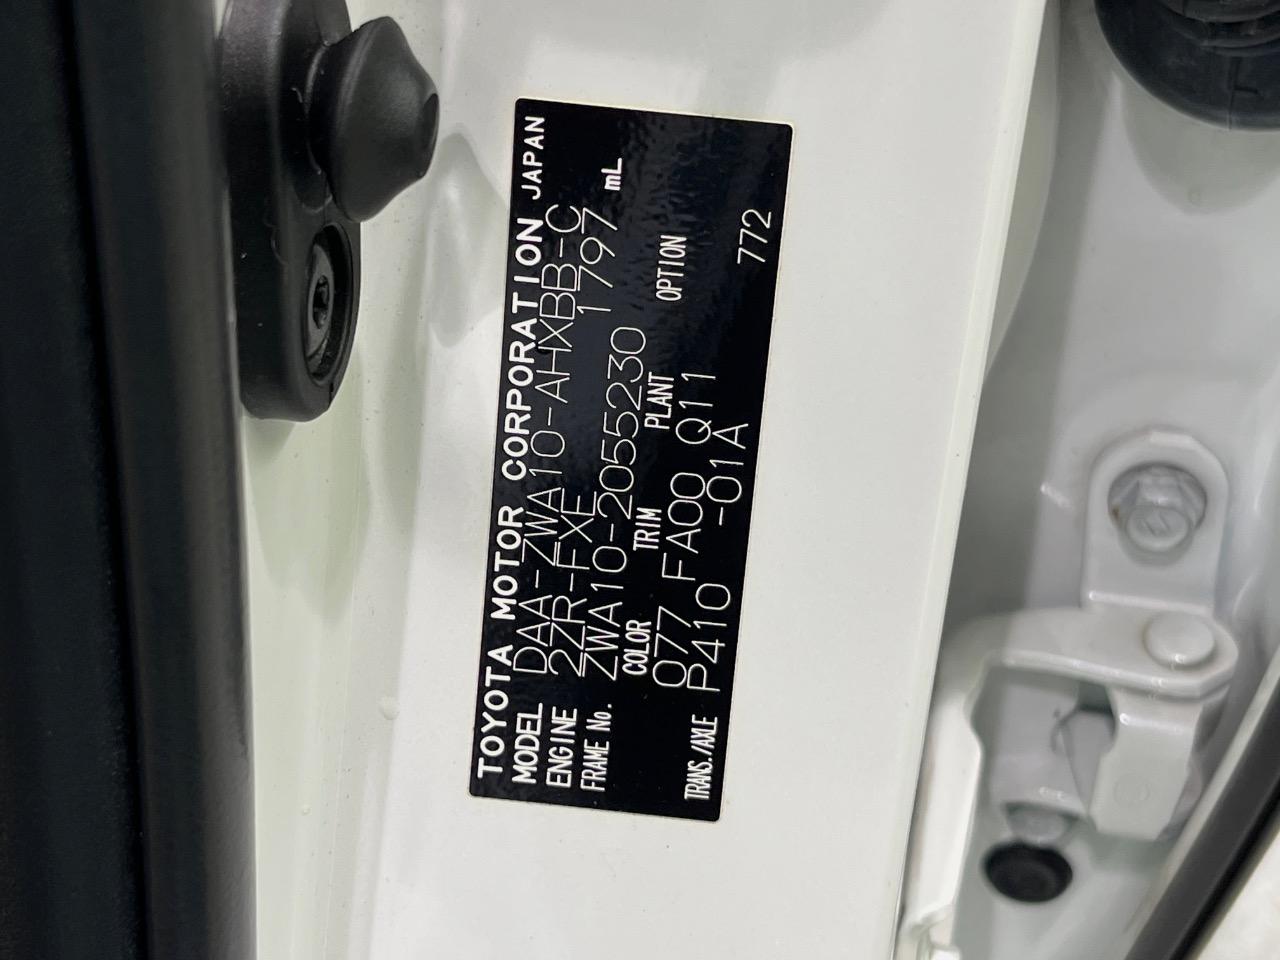 TOYOTA MOTOR CORPORATION JAPAN
MODEL DAA-ZWA10-AHXBB-C
ENGINE 2ZR-FXE 1797 mL
FRAME No. ZWA10-2055230
COLOR TRIM PLANT OPTION
077 FA00 Q11
TRANS./AXLE P410 -01A 772